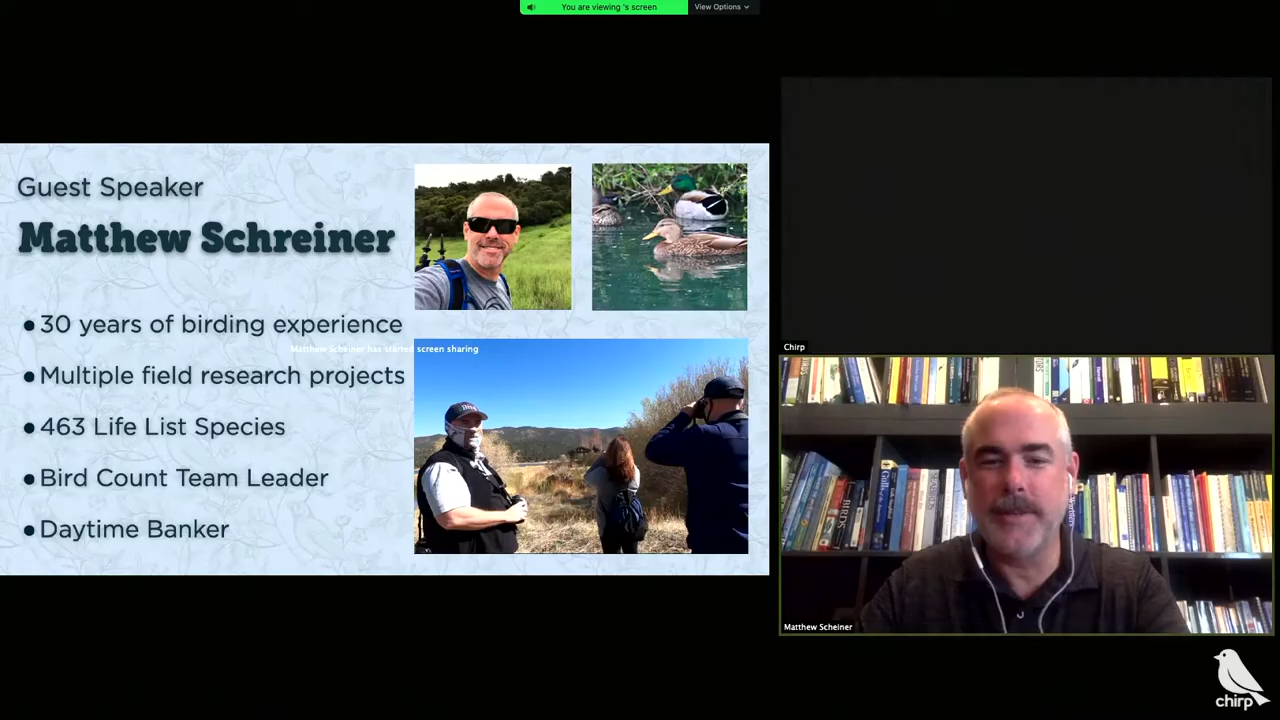 You are viewing 's screen
View Options
Guest Speaker
Matthew Schreiner
30 years of birding experience
Matthew Scheiner has started screen sharing
Multiple field research projects
463 Life List Species
Bird Count Team Leader
Daytime Banker
Chirp
BIRDS
Matthew Scheiner
chirp